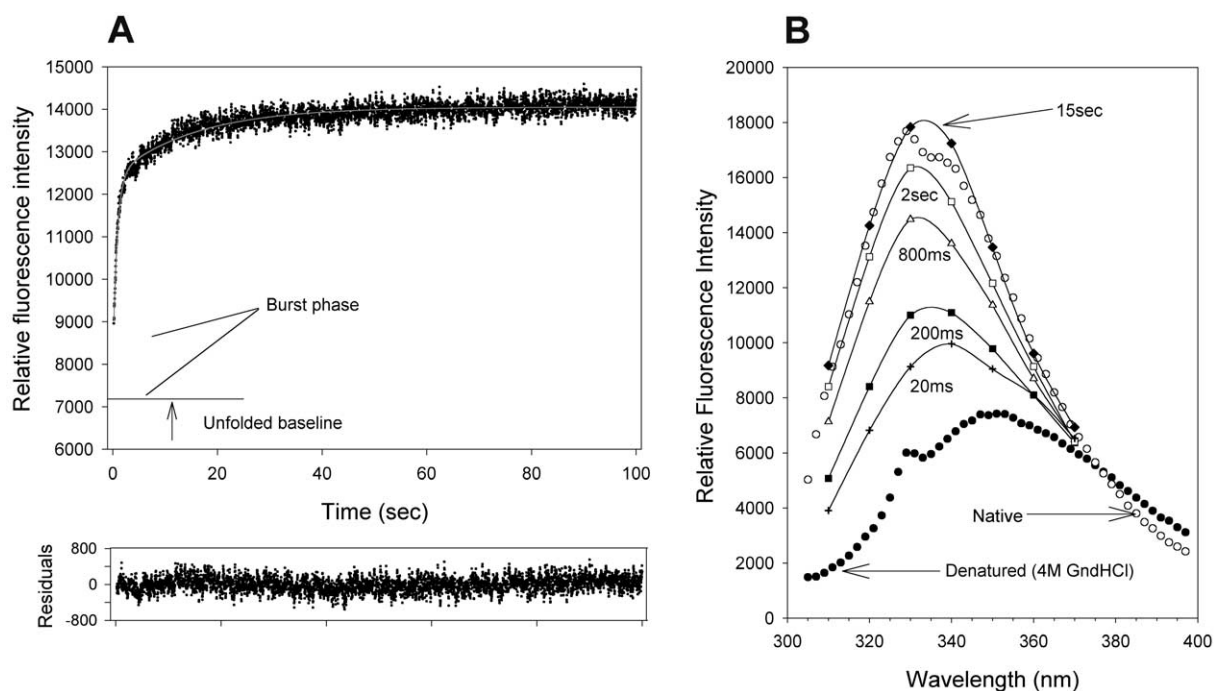 A
15000
14000
13000
12000
11000
10000
9000
8000
7000
6000
Relative fluorescence intensity
Burst phase
Unfolded baseline
0 20 40 60 80 100
Time (sec)
800
0
-800
Residuals
B
20000
18000
16000
14000
12000
10000
8000
6000
4000
2000
0
Relative Fluorescence Intensity
15sec
2sec
800ms
200ms
20ms
Native
Denatured (4M GndHCl)
300 320 340 360 380 400
Wavelength (nm)